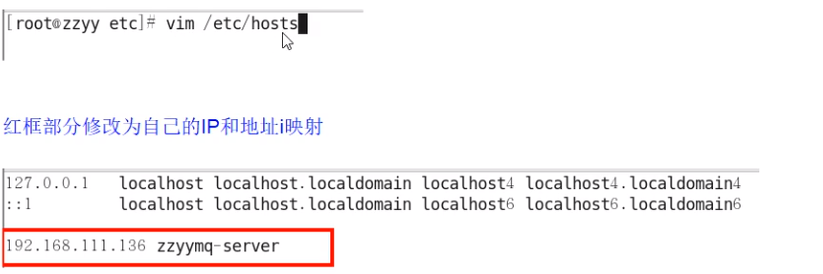 [root@zzyy etc]# vim /etc/hosts
红框部分修改为自己的IP和地址i映射
127.0.0.1   localhost localhost.localdomain localhost4 localhost4.localdomain4
::1         localhost localhost.localdomain localhost6 localhost6.localdomain6
192.168.111.136 zzyymq-server